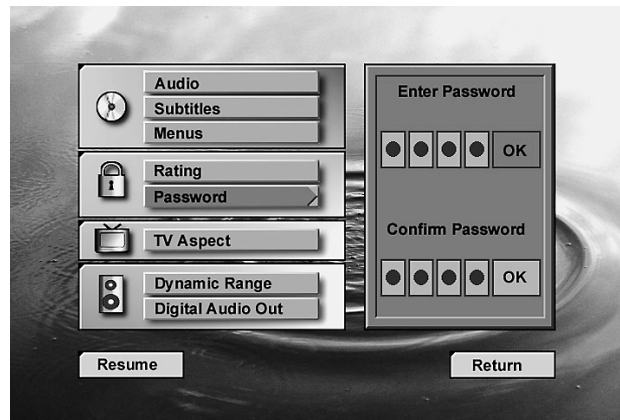 Audio
Subtitles
Menus
Rating
Password
TV Aspect
Dynamic Range
Digital Audio Out
Enter Password
OK
Confirm Password
OK
Resume
Return